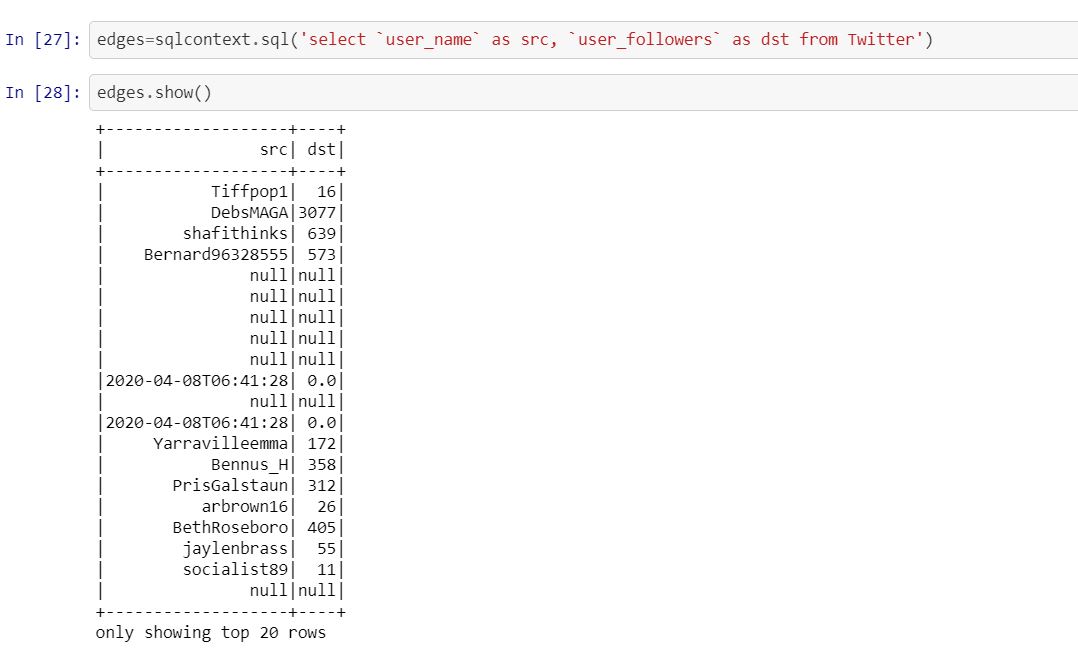 In [27]: edges=sqlcontext.sql('select `user_name` as src, `user_followers` as dst from Twitter')
In [28]: edges.show()
+-------------------+----+
|                src| dst|
+-------------------+----+
|           Tiffpop1|  16|
|           DebsMAGA|3077|
|        shafithinks| 639|
|    Bernard96328555| 573|
|               null|null|
|               null|null|
|               null|null|
|               null|null|
|               null|null|
|2020-04-08T06:41:28| 0.0|
|               null|null|
|2020-04-08T06:41:28| 0.0|
|     Yarravilleemma| 172|
|           Bennus_H| 358|
|       PrisGalstaun| 312|
|          arbrown16|  26|
|       BethRoseboro| 405|
|        jaylenbrass|  55|
|        socialist89|  11|
|               null|null|
+-------------------+----+
only showing top 20 rows